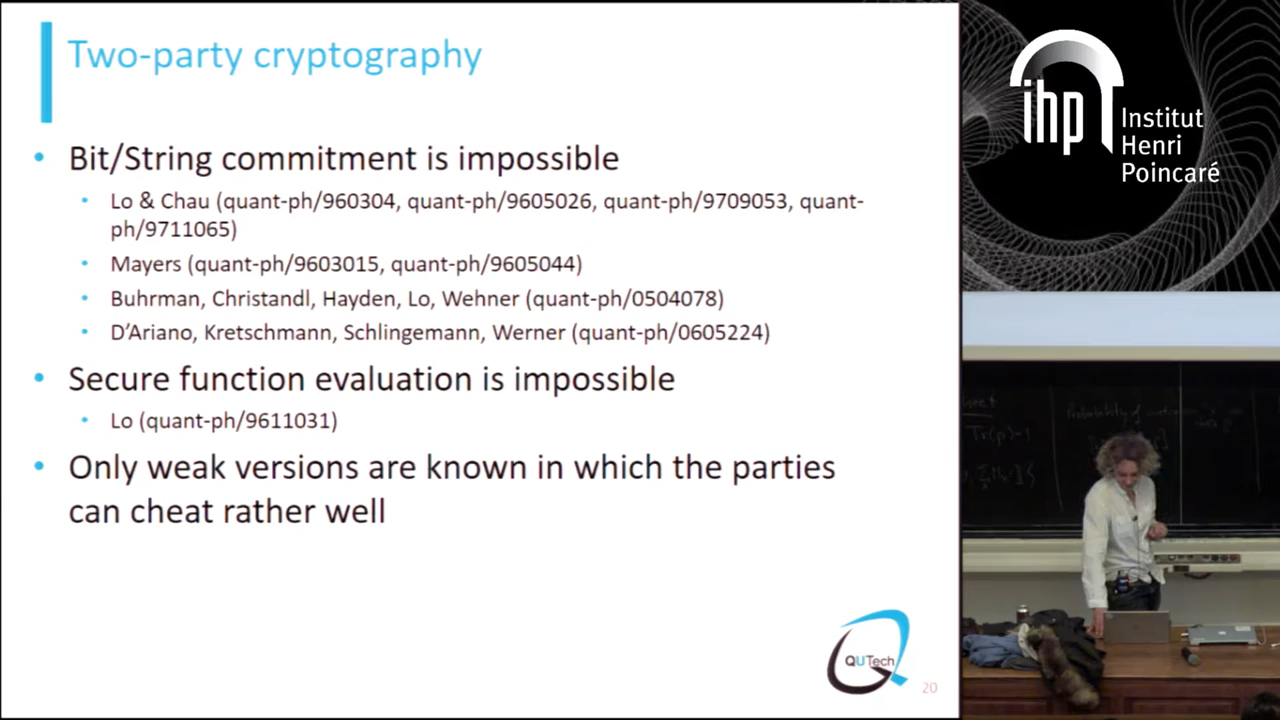 Two-party cryptography
• Bit/String commitment is impossible
• Lo & Chau (quant-ph/960304, quant-ph/9605026, quant-ph/9709053, quant-
ph/9711065)
• Mayers (quant-ph/9603015, quant-ph/9605044)
• Buhrman, Christandl, Hayden, Lo, Wehner (quant-ph/0504078)
• D'Ariano, Kretschmann, Schlingemann, Werner (quant-ph/0605224)
• Secure function evaluation is impossible
• Lo (quant-ph/9611031)
• Only weak versions are known in which the parties
can cheat rather well
QUTech
20
ihp
Institut
Henri
Poincaré
Probability of